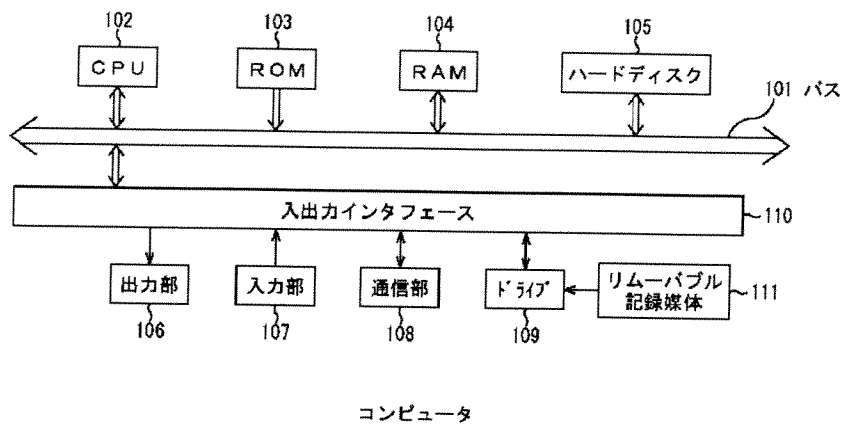 102
103
104
105
CPU
ROM
RAM
ハードディスク
101 バス
入出力インタフェース
110
出力部
入力部
通信部
ドライブ
リムーバブル
記録媒体
111
106
107
108
109
コンピュータ